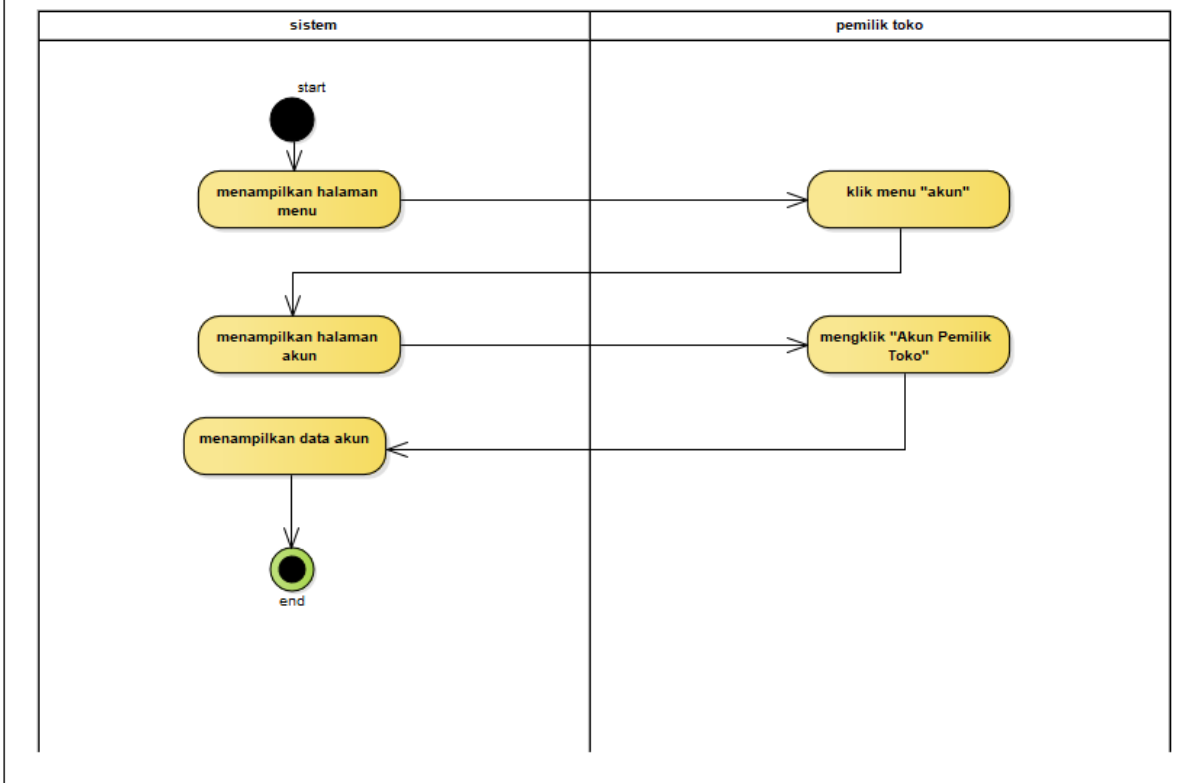 sistem
pemilik toko
start
menampilkan halaman
menu
klik menu "akun"
menampilkan halaman
akun
mengklik "Akun Pemilik
Toko"
menampilkan data akun
end